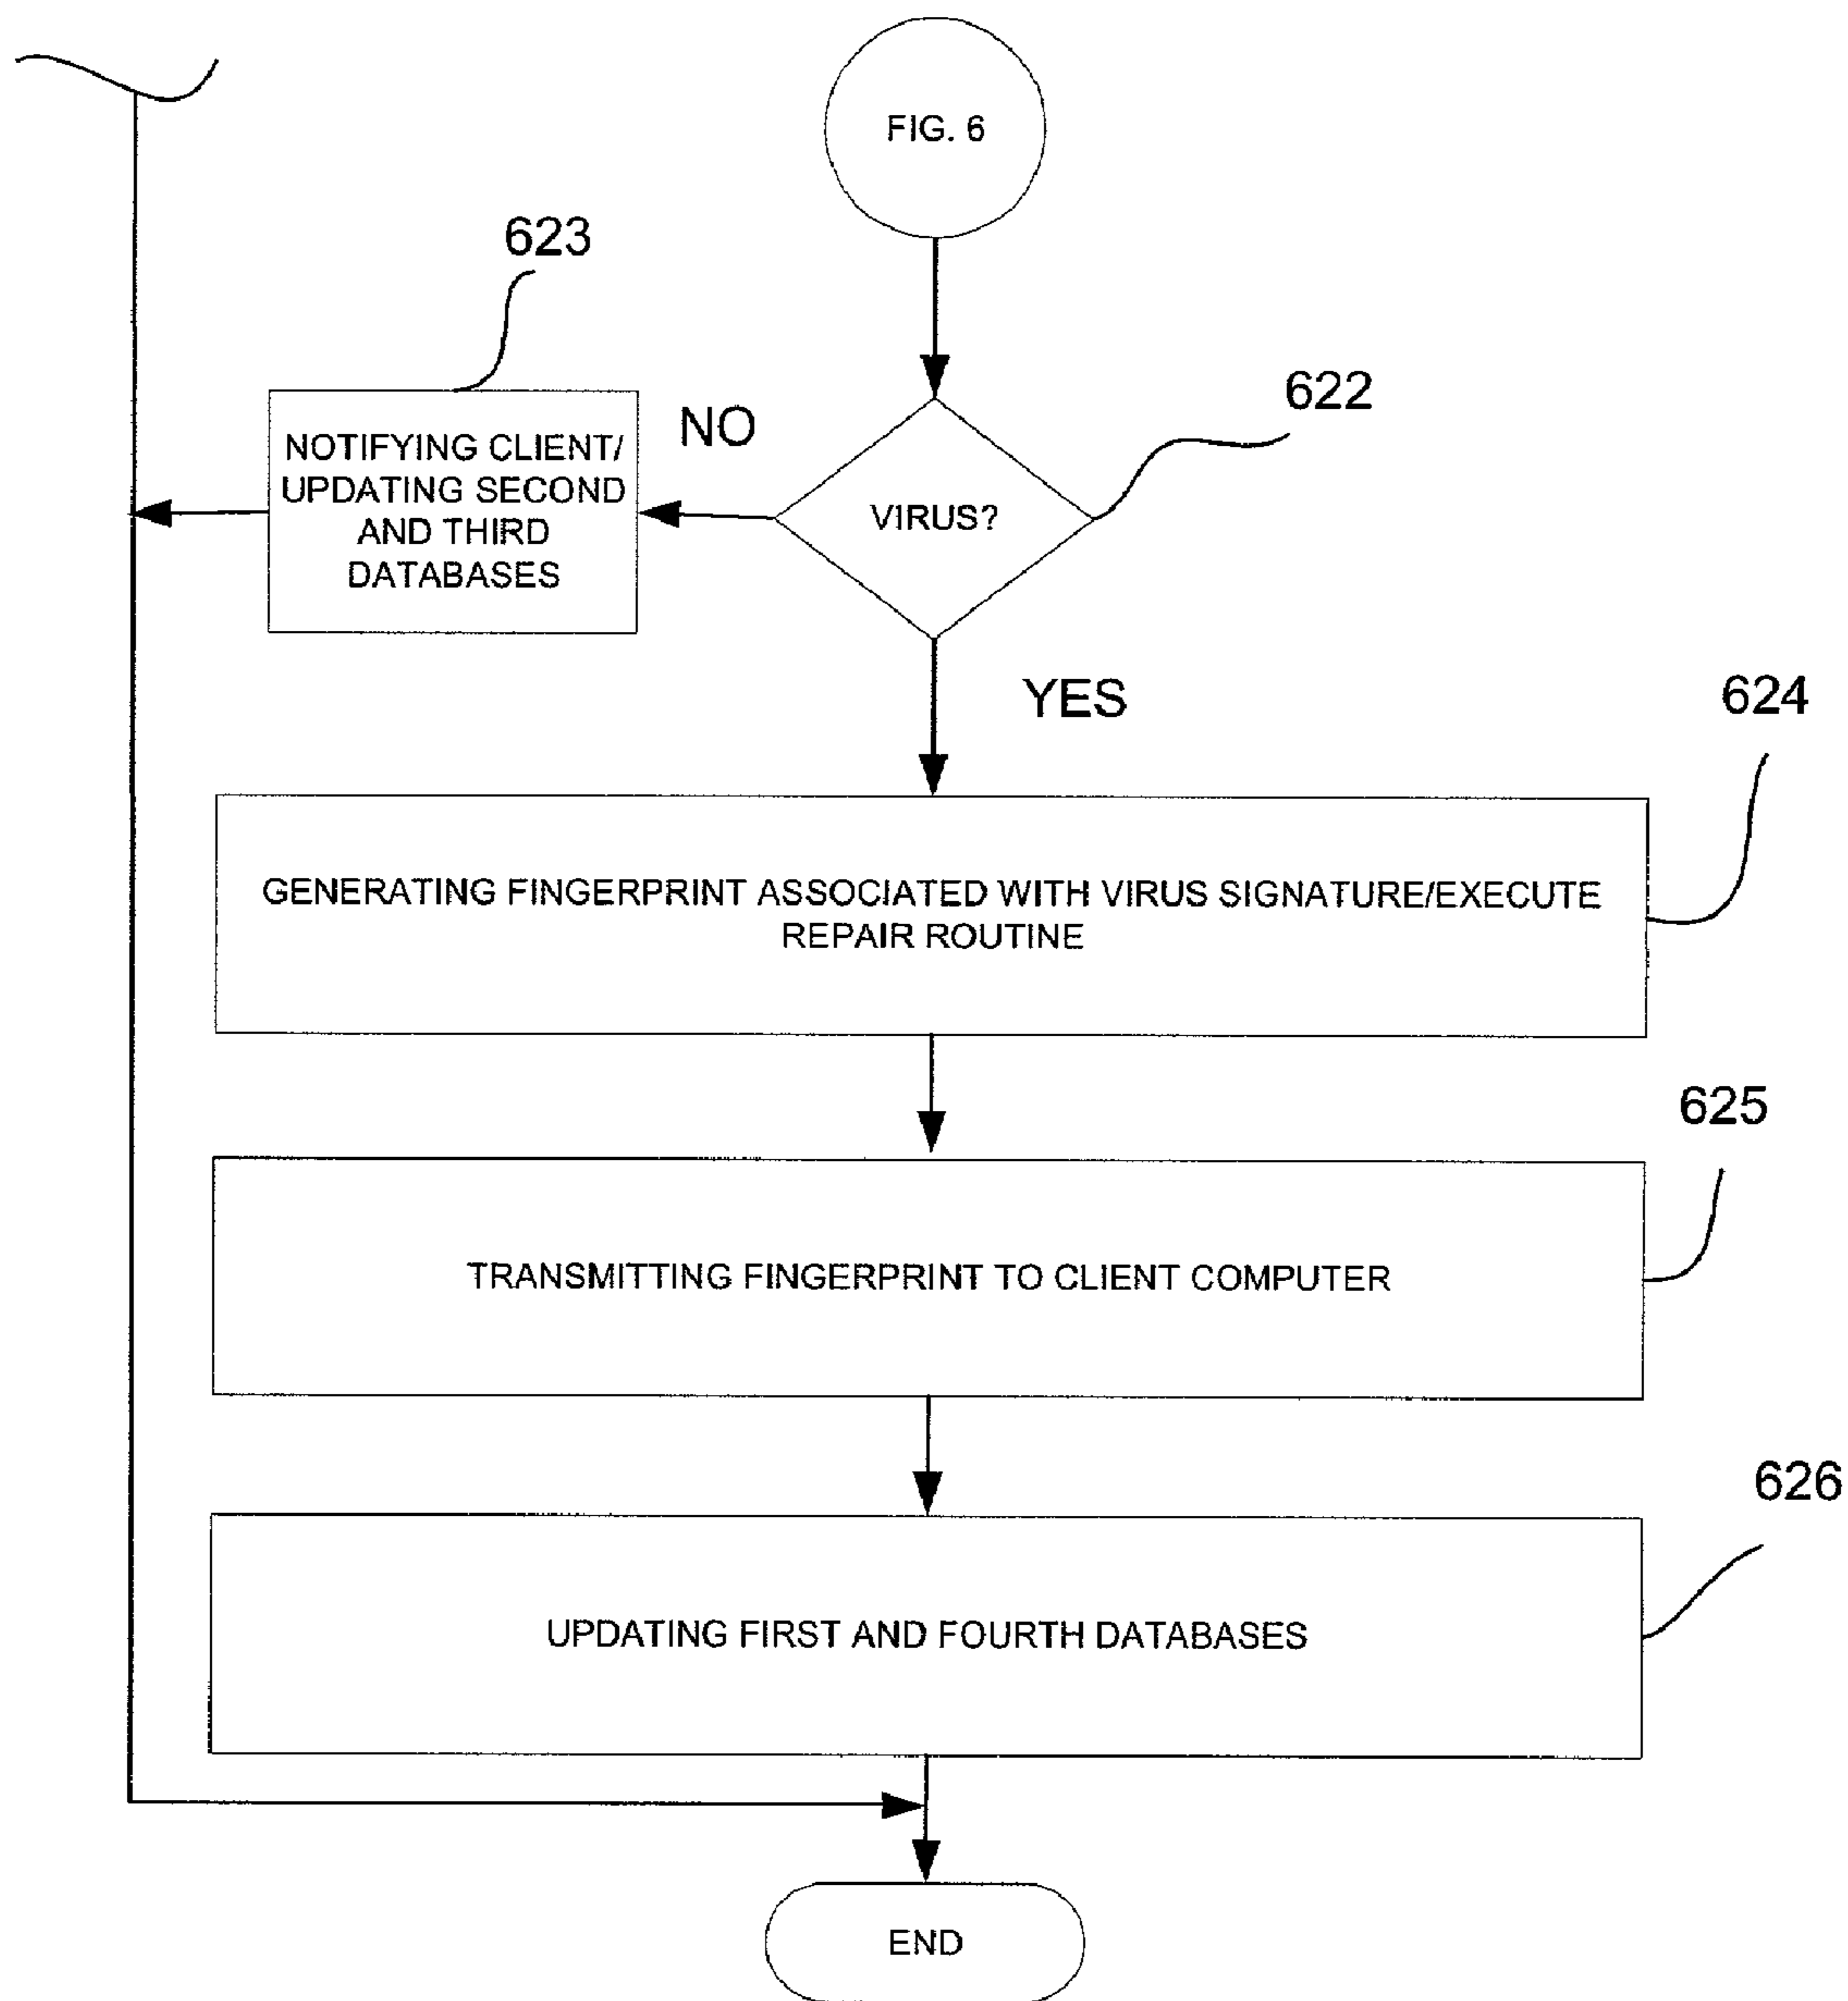 FIG. 6
623
622
NO
NOTIFYING CLIENT/
UPDATING SECOND
AND THIRD
DATABASES
VIRUS?
YES
624
GENERATING FINGERPRINT ASSOCIATED WITH VIRUS SIGNATURE/EXECUTE
REPAIR ROUTINE
625
TRANSMITTING FINGERPRINT TO CLIENT COMPUTER
626
UPDATING FIRST AND FOURTH DATABASES
END